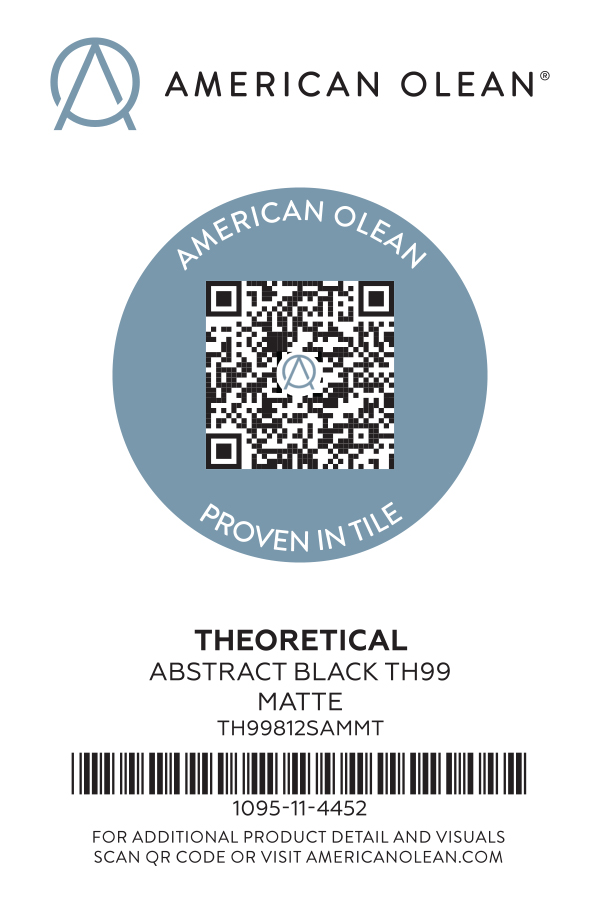 AMERICAN OLEAN®
AMERICAN OLEAN
PROVEN IN TILE
THEORETICAL
ABSTRACT BLACK TH99
MATTE
TH99812SAMMT
1095-11-4452
FOR ADDITIONAL PRODUCT DETAIL AND VISUALS
SCAN QR CODE OR VISIT AMERICANOLEAN.COM